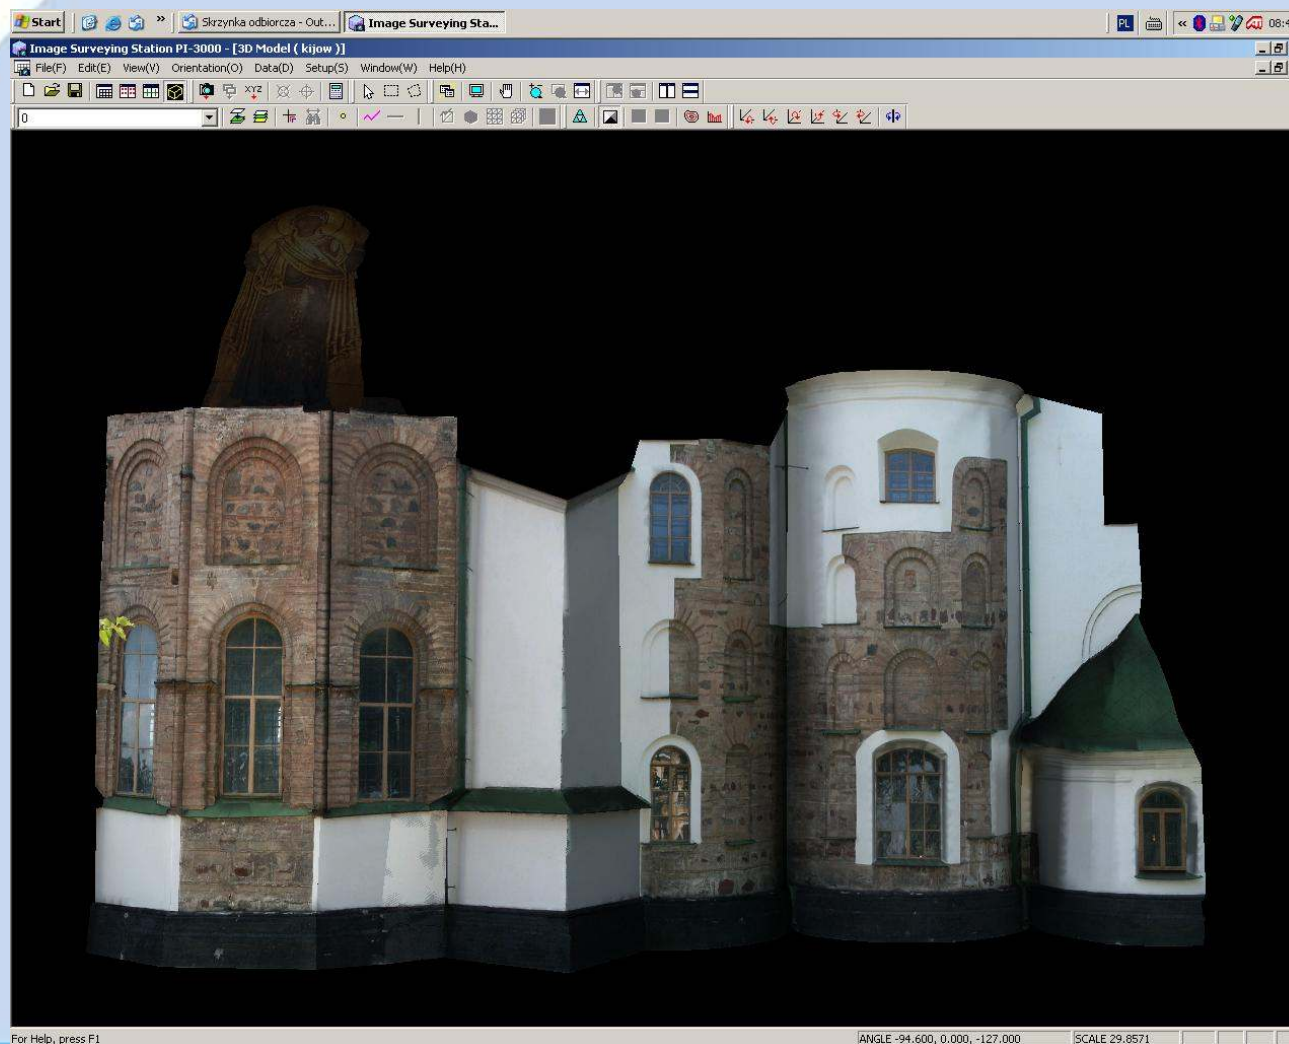 Start » Skrzynka odbiorcza - Out... Image Surveying Sta... PL «
Image Surveying Station PI-3000 - [3D Model ( kijow )]
File(F) Edit(E) View(V) Orientation(O) Data(D) Setup(S) Window(W) Help(H)
XYZ
0
For Help, press F1 ANGLE -94.600, 0.000, -127.000 SCALE 29.8571